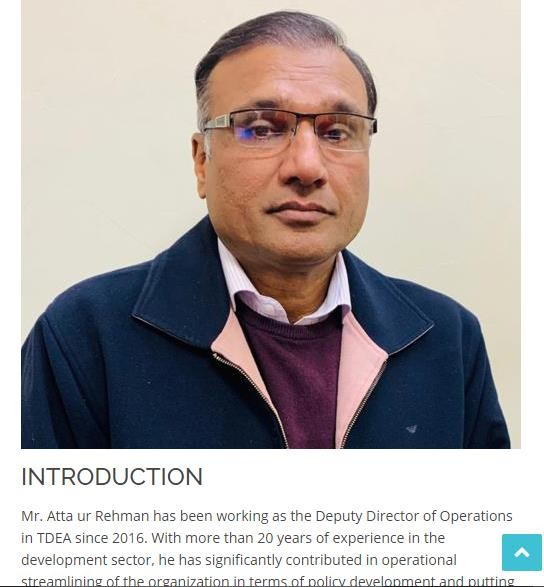 INTRODUCTION
Mr. Atta ur Rehman has been working as the Deputy Director of Operations
in TDEA since 2016. With more than 20 years of experience in the
development sector, he has significantly contributed in operational
streamlining of the organization in terms of policy development and putting